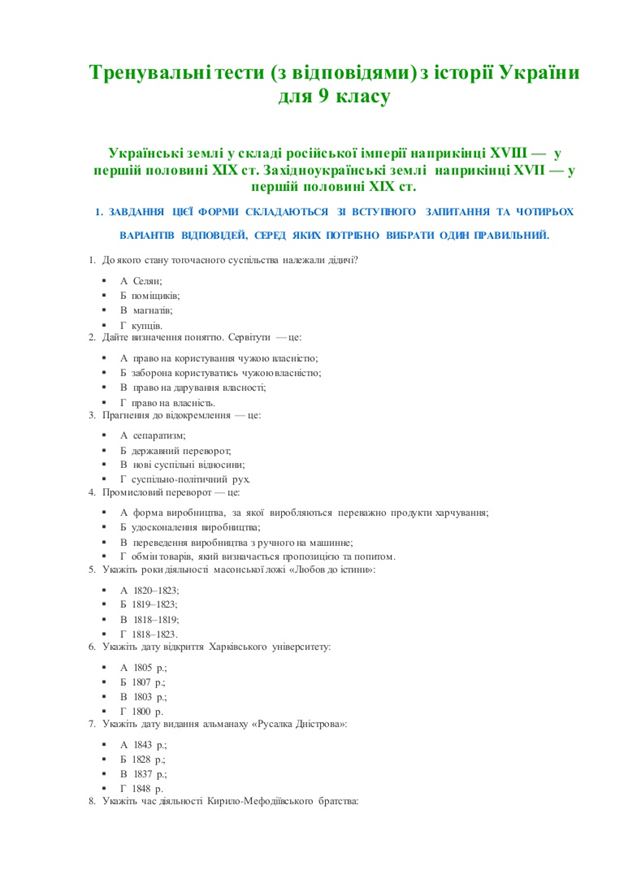 Тренувальні тести (з відповідями) з історії України
для 9 класу
Українські землі у складі російської імперії наприкінці XVIII — у
першій половині XIX ст. Західноукраїнські землі наприкінці XVII — у
першій половині XIX ст.
1. ЗАВДАННЯ ЦІЄЇ ФОРМИ СКЛАДАЮТЬСЯ ЗІ ВСТУПНОГО ЗАПИТАННЯ ТА ЧОТИРЬОХ
ВАРІАНТІВ ВІДПОВІДЕЙ, СЕРЕД ЯКИХ ПОТРІБНО ВИБРАТИ ОДИН ПРАВИЛЬНИЙ.
1. До якого стану тогочасного суспільства належали дідичі?
▪ А Селян;
▪ Б поміщиків;
▪ В магнатів;
▪ Г купців.
2. Дайте визначення поняттю. Сервітути — це:
▪ А право на користування чужою власністю;
▪ Б заборона користуватись чужою власністю;
▪ В право на дарування власності;
▪ Г право на власність.
3. Прагнення до відокремлення — це:
▪ А сепаратизм;
▪ Б державний переворот;
▪ В нові суспільні відносини;
▪ Г суспільно-політичний рух.
4. Промисловий переворот — це:
▪ А форма виробництва, за якої виробляються переважно продукти харчування;
▪ Б удосконалення виробництва;
▪ В переведення виробництва з ручного на машинне;
▪ Г обмін товарів, який визначається пропозицією та попитом.
5. Укажіть роки діяльності масонської ложі «Любов до істини»:
▪ А 1820–1823;
▪ Б 1819–1823;
▪ В 1818–1819;
▪ Г 1818–1823.
6. Укажіть дату відкриття Харківського університету:
▪ А 1805 р.;
▪ Б 1807 р.;
▪ В 1803 р.;
▪ Г 1800 р.
7. Укажіть дату видання альманаху «Русалка Дністрова»:
▪ А 1843 р.;
▪ Б 1828 р.;
▪ В 1837 р.;
▪ Г 1848 р.
8. Укажіть час діяльності Кирило-Мефодіївського братства: